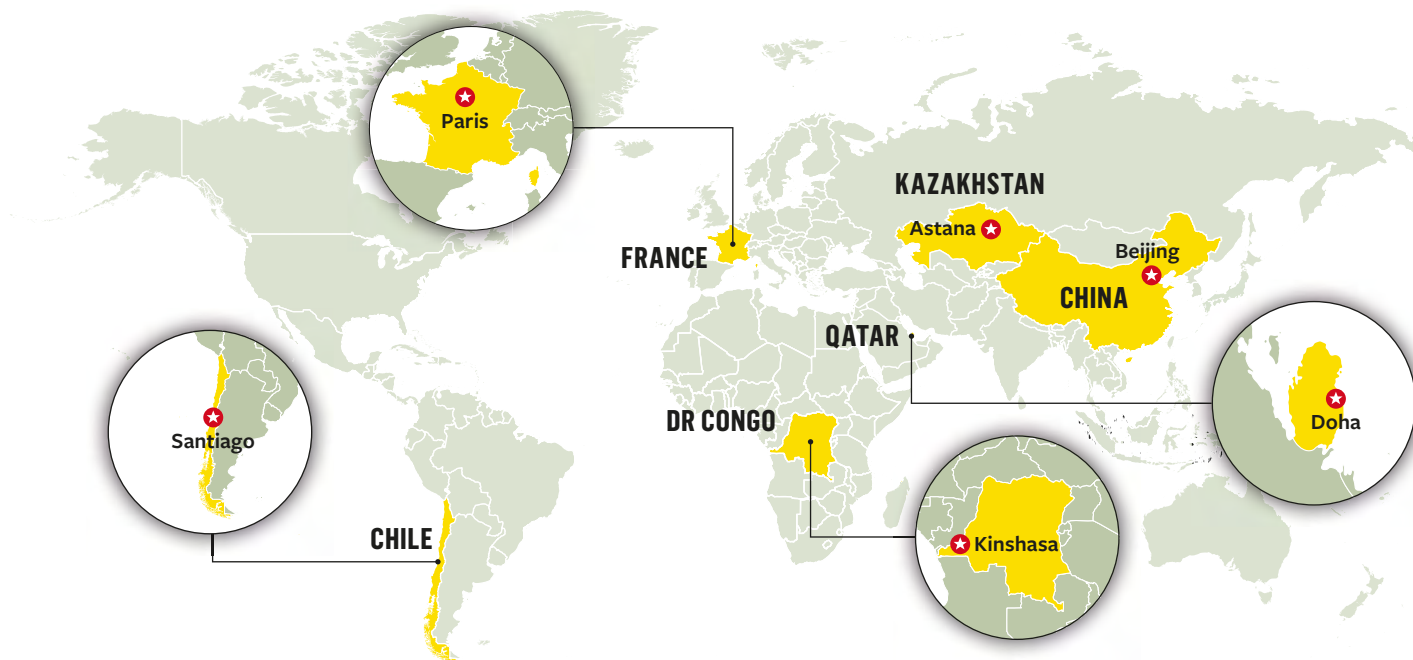 Paris
KAZAKHSTAN
Astana
Beijing
FRANCE
CHINA
QATAR
DR CONGO
Doha
Santiago
CHILE
Kinshasa